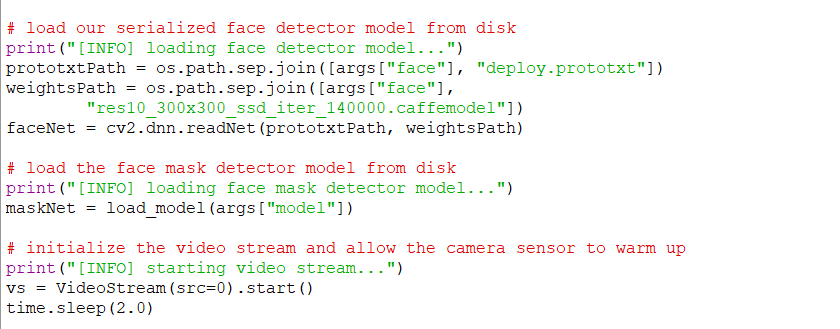 # load our serialized face detector model from disk
print("[INFO] loading face detector model...")
prototxtPath = os.path.sep.join([args["face"], "deploy.prototxt"])
weightsPath = os.path.sep.join([args["face"],
        "res10_300x300_ssd_iter_140000.caffemodel"])
faceNet = cv2.dnn.readNet(prototxtPath, weightsPath)

# load the face mask detector model from disk
print("[INFO] loading face mask detector model...")
maskNet = load_model(args["model"])

# initialize the video stream and allow the camera sensor to warm up
print("[INFO] starting video stream...")
vs = VideoStream(src=0).start()
time.sleep(2.0)